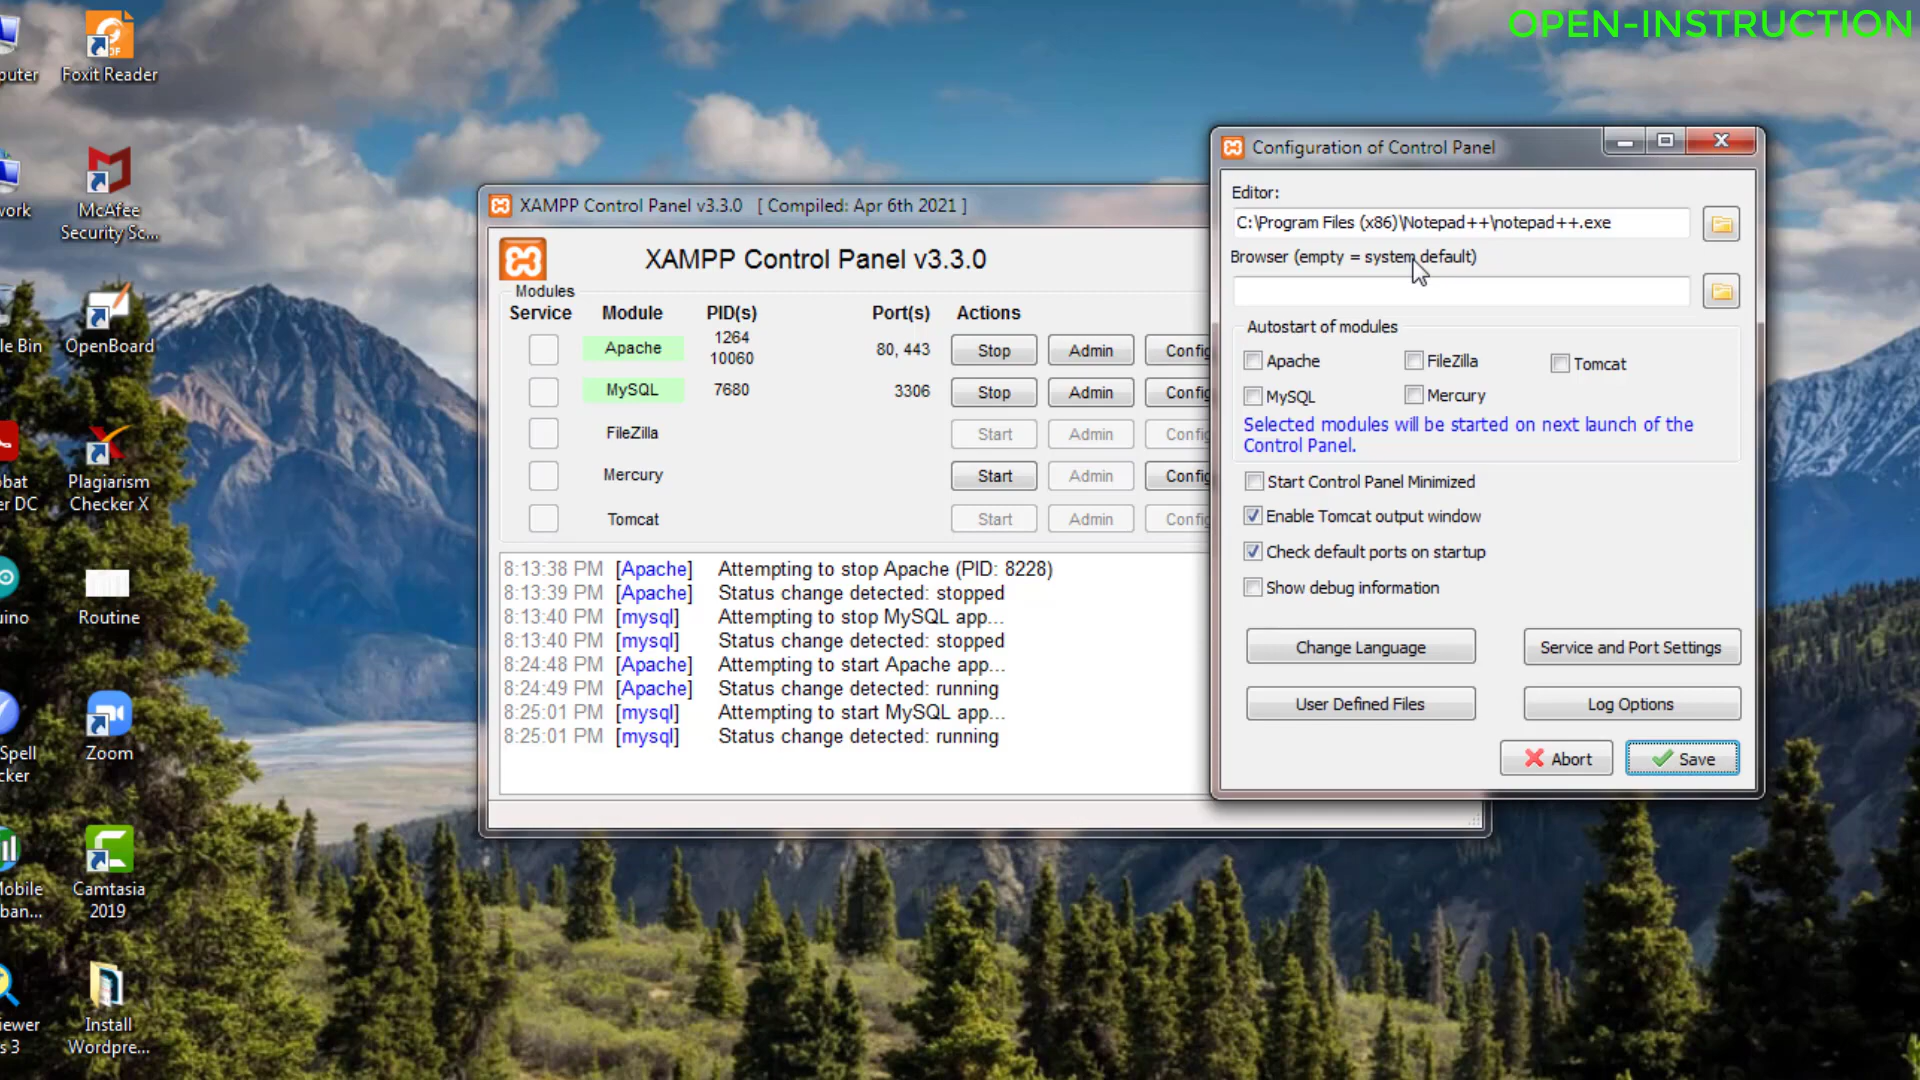 OPEN-INSTRUCTION
puter
Foxit Reader
work
McAfee
Security Sc...
le Bin
OpenBoard
bat
er DC
Plagiarism
Checker X
ino
Routine
Spell
cker
Zoom
Mobile
ban...
Camtasia
2019
iewer
s 3
Install
Wordpre...
XAMPP Control Panel v3.3.0 [ Compiled: Apr 6th 2021 ]
XAMPP Control Panel v3.3.0
Modules
Service Module PID(s) Port(s) Actions
Apache 1264 80, 443 Stop Admin Config
10060
MySQL 7680 3306 Stop Admin Config
FileZilla Start Admin Config
Mercury Start Admin Config
Tomcat Start Admin Config
8:13:38 PM [Apache] Attempting to stop Apache (PID: 8228)
8:13:39 PM [Apache] Status change detected: stopped
8:13:40 PM [mysql] Attempting to stop MySQL app...
8:13:40 PM [mysql] Status change detected: stopped
8:24:48 PM [Apache] Attempting to start Apache app...
8:24:49 PM [Apache] Status change detected: running
8:25:01 PM [mysql] Attempting to start MySQL app...
8:25:01 PM [mysql] Status change detected: running
Configuration of Control Panel
Editor:
C:\Program Files (x86)\Notepad++\notepad++.exe
Browser (empty = system default)
Autostart of modules
Apache FileZilla Tomcat
MySQL Mercury
Selected modules will be started on next launch of the
Control Panel.
Start Control Panel Minimized
Enable Tomcat output window
Check default ports on startup
Show debug information
Change Language Service and Port Settings
User Defined Files Log Options
Abort Save